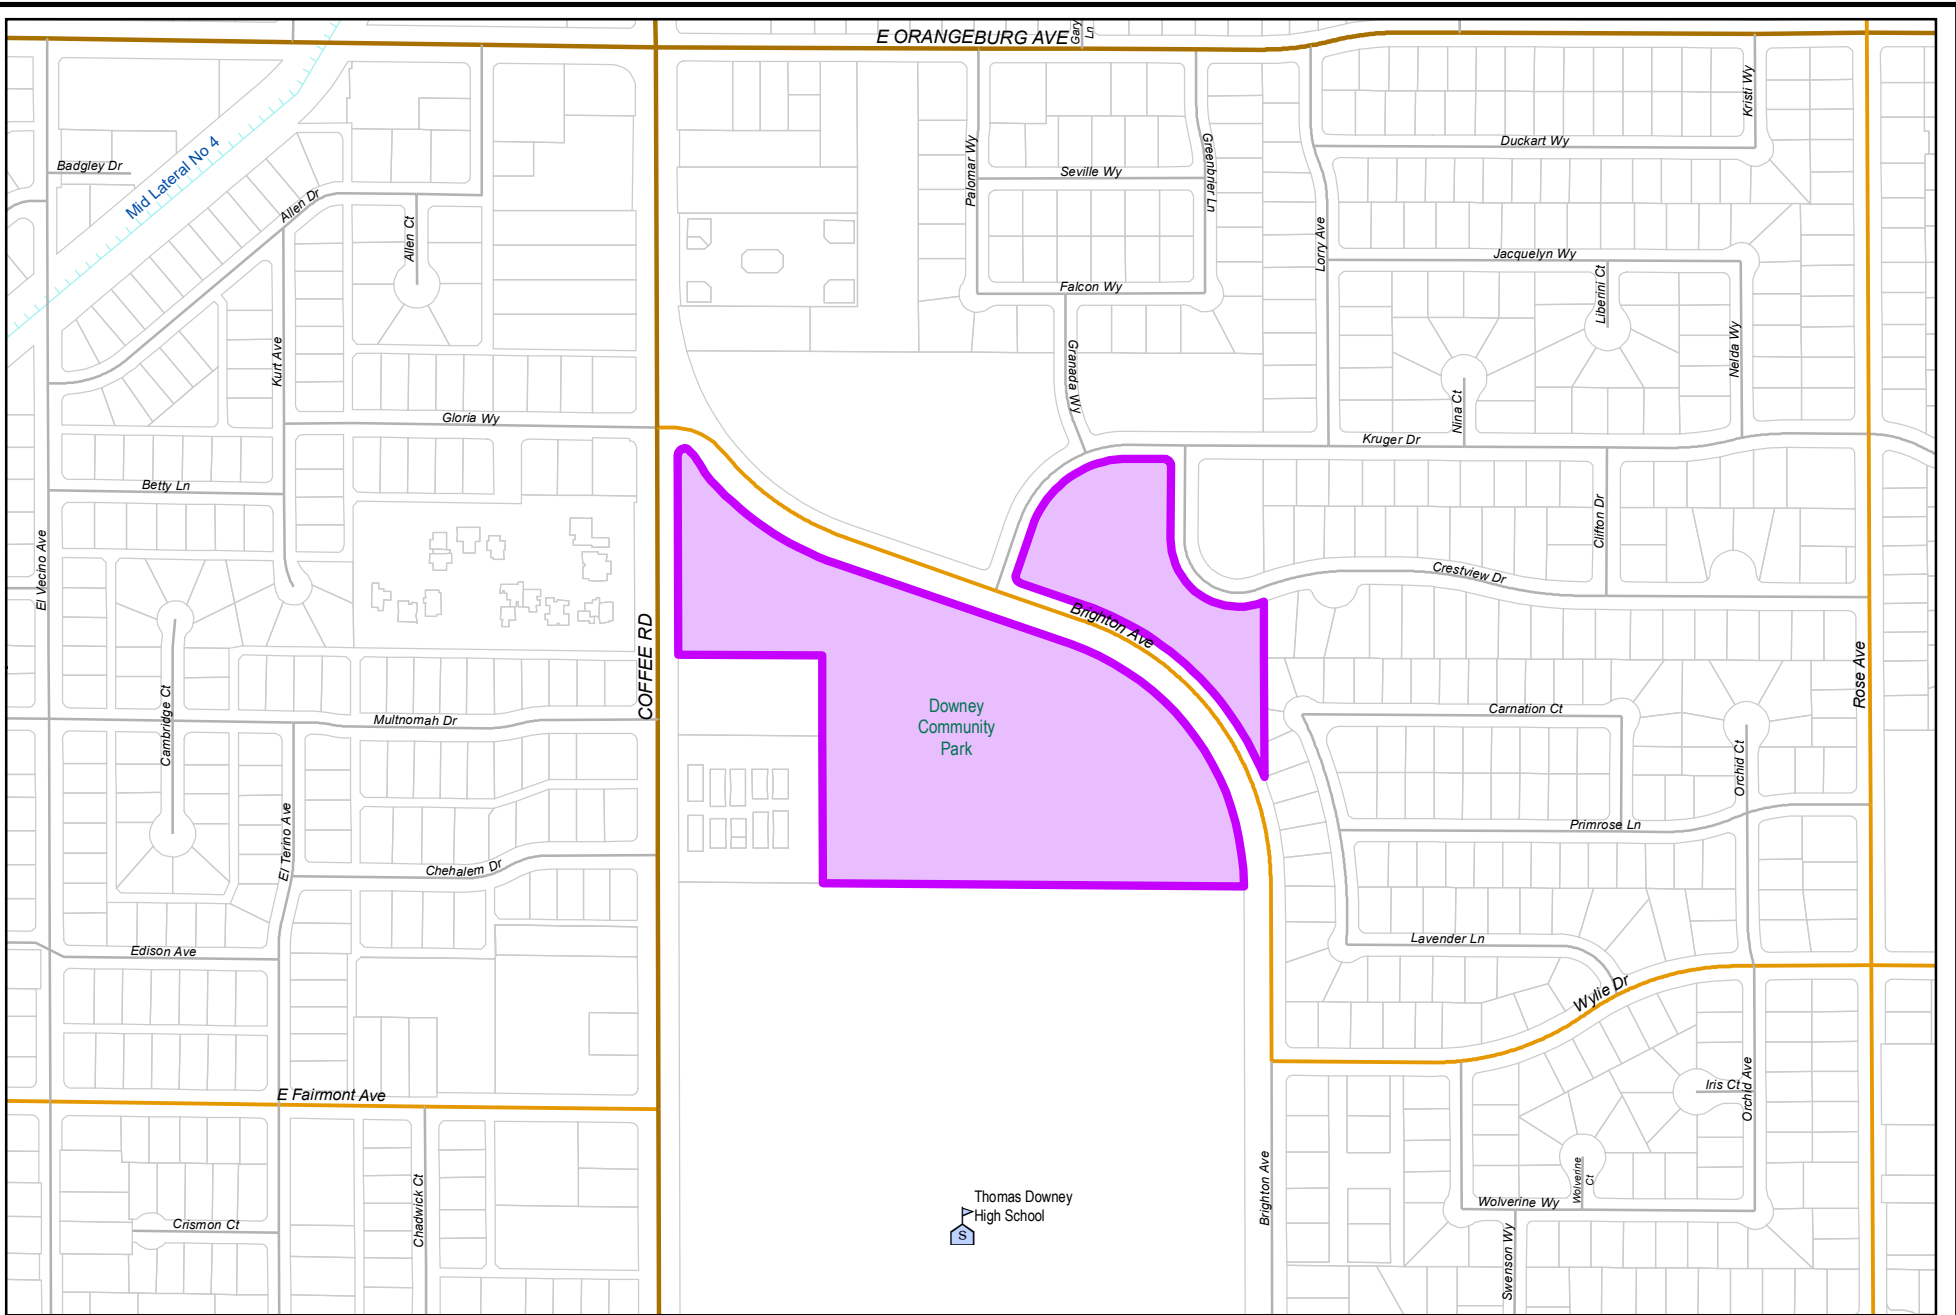 E ORANGEBURG AVE
Gary
Ln
Kristi Wy
Mid Lateral No 4
Badgley Dr
Allen Dr
Allen Ct
Palomar Wy
Seville Wy
Greenbrier Ln
Duckart Wy
Lorry Ave
Jacquelyn Wy
Liberini Ct
Falcon Wy
Kurt Ave
Granada Wy
Nelda Wy
Nina Ct
Gloria Wy
Kruger Dr
Betty Ln
El Vecino Ave
Clifton Dr
Crestview Dr
Brighton Ave
COFFEE RD
Rose Ave
Cambridge Ct
Multnomah Dr
Downey
Community
Park
Carnation Ct
Orchid Ct
El Terino Ave
Primrose Ln
Chehalem Dr
Edison Ave
Lavender Ln
Wylie Dr
E Fairmont Ave
Iris Ct
Orchid Ave
Chadwick Ct
Brighton Ave
Wolverine
Ct
Thomas Downey
High School
S
Wolverine Wy
Crismon Ct
Swenson Wy